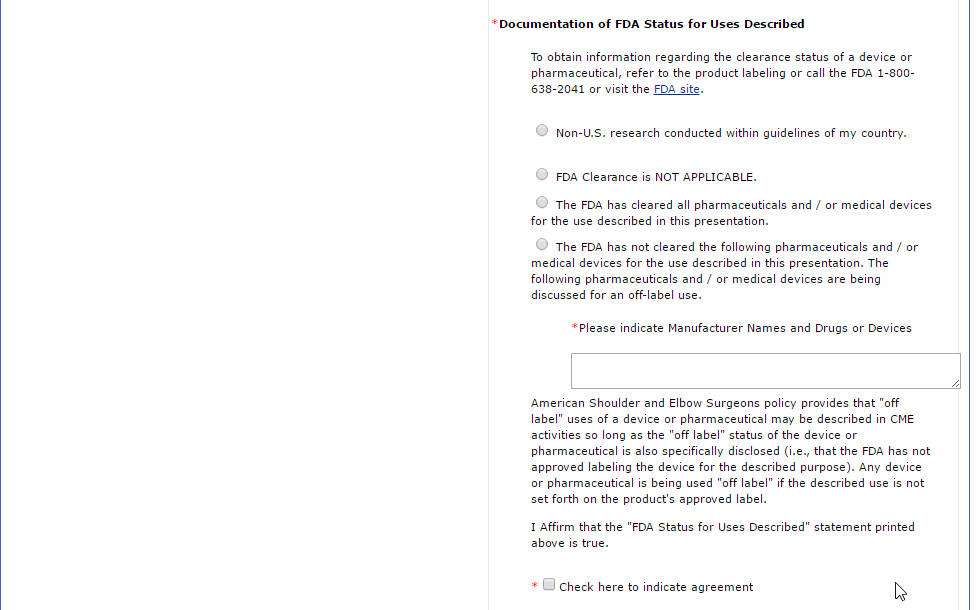 *Documentation of FDA Status for Uses Described
To obtain information regarding the clearance status of a device or
pharmaceutical, refer to the product labeling or call the FDA 1-800-
638-2041 or visit the FDA site.
Non-U.S. research conducted within guidelines of my country.
FDA Clearance is NOT APPLICABLE.
The FDA has cleared all pharmaceuticals and / or medical devices
for the use described in this presentation.
The FDA has not cleared the following pharmaceuticals and / or
medical devices for the use described in this presentation. The
following pharmaceuticals and / or medical devices are being
discussed for an off-label use.
*Please indicate Manufacturer Names and Drugs or Devices
American Shoulder and Elbow Surgeons policy provides that "off
label" uses of a device or pharmaceutical may be described in CME
activities so long as the "off label" status of the device or
pharmaceutical is also specifically disclosed (i.e., that the FDA has not
approved labeling the device for the described purpose). Any device
or pharmaceutical is being used "off label" if the described use is not
set forth on the product's approved label.
I Affirm that the "FDA Status for Uses Described" statement printed
above is true.
* Check here to indicate agreement